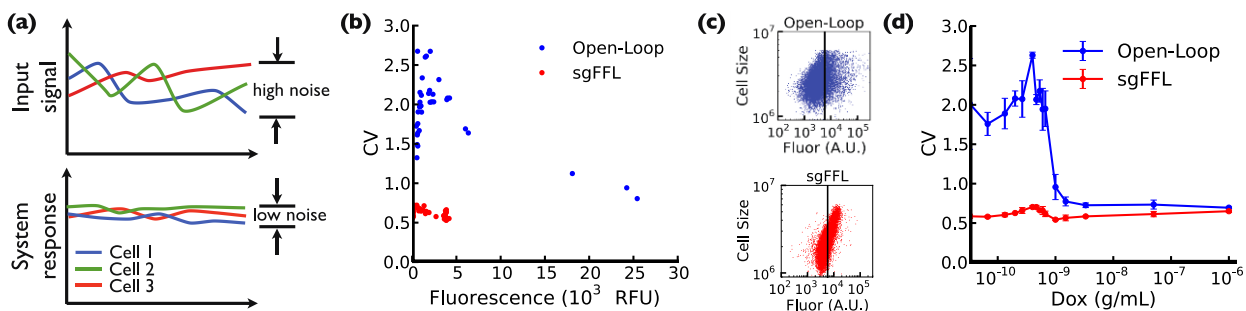 (a)
Input
signal
high noise
System
response
low noise
Cell 1
Cell 2
Cell 3
(b)
CV
3.0
2.5
2.0
1.5
1.0
0.5
0.0
0 5 10 15 20 25 30
Fluorescence (10³ RFU)
Open-Loop
sgFFL
(c)
Open-Loop
Cell Size
10⁷
10⁶
10² 10³ 10⁴ 10⁵
Fluor (A.U.)
sgFFL
Cell Size
10⁷
10⁶
10² 10³ 10⁴ 10⁵
Fluor (A.U.)
(d)
CV
3.0
2.5
2.0
1.5
1.0
0.5
0.0
10⁻¹⁰ 10⁻⁹ 10⁻⁸ 10⁻⁷ 10⁻⁶
Dox (g/mL)
Open-Loop
sgFFL